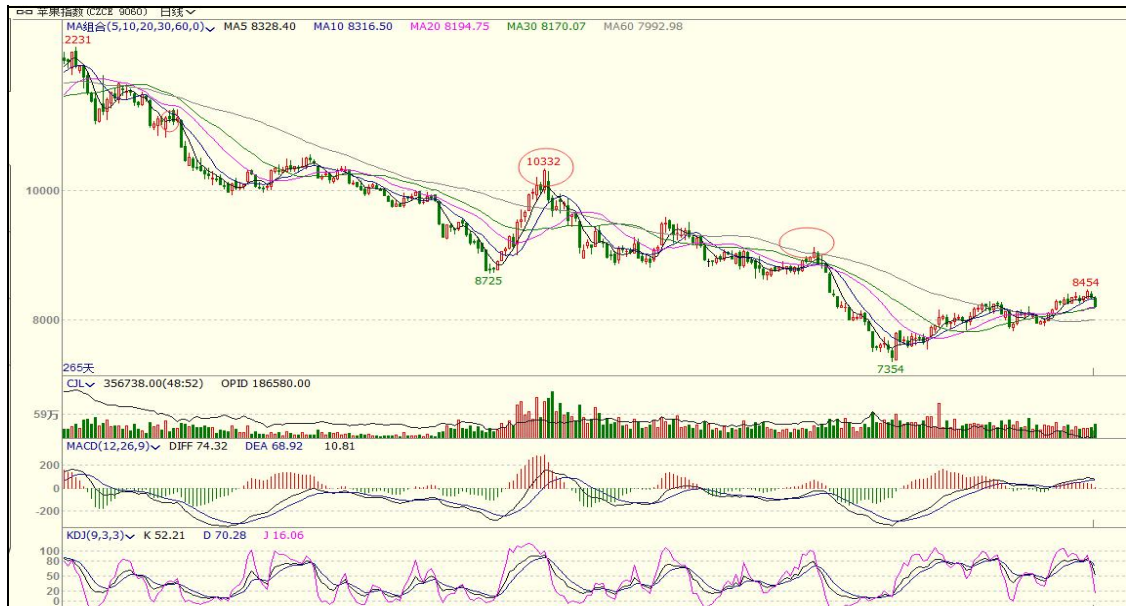 苹果指数(CZCE 9060) 日线
MA组合(5,10,20,30,60,0) MA5 8328.40 MA10 8316.50 MA20 8194.75 MA30 8170.07 MA60 7992.98
2231
10332
10000
8725
8454
8000
7354
265天
CJL 356738.00(48:52) OPID 186580.00
59万
MACD(12,26,9) DIFF 74.32 DEA 68.92 10.81
200
0
-200
KDJ(9,3,3) K 52.21 D 70.28 J 16.06
100
80
50
20
0